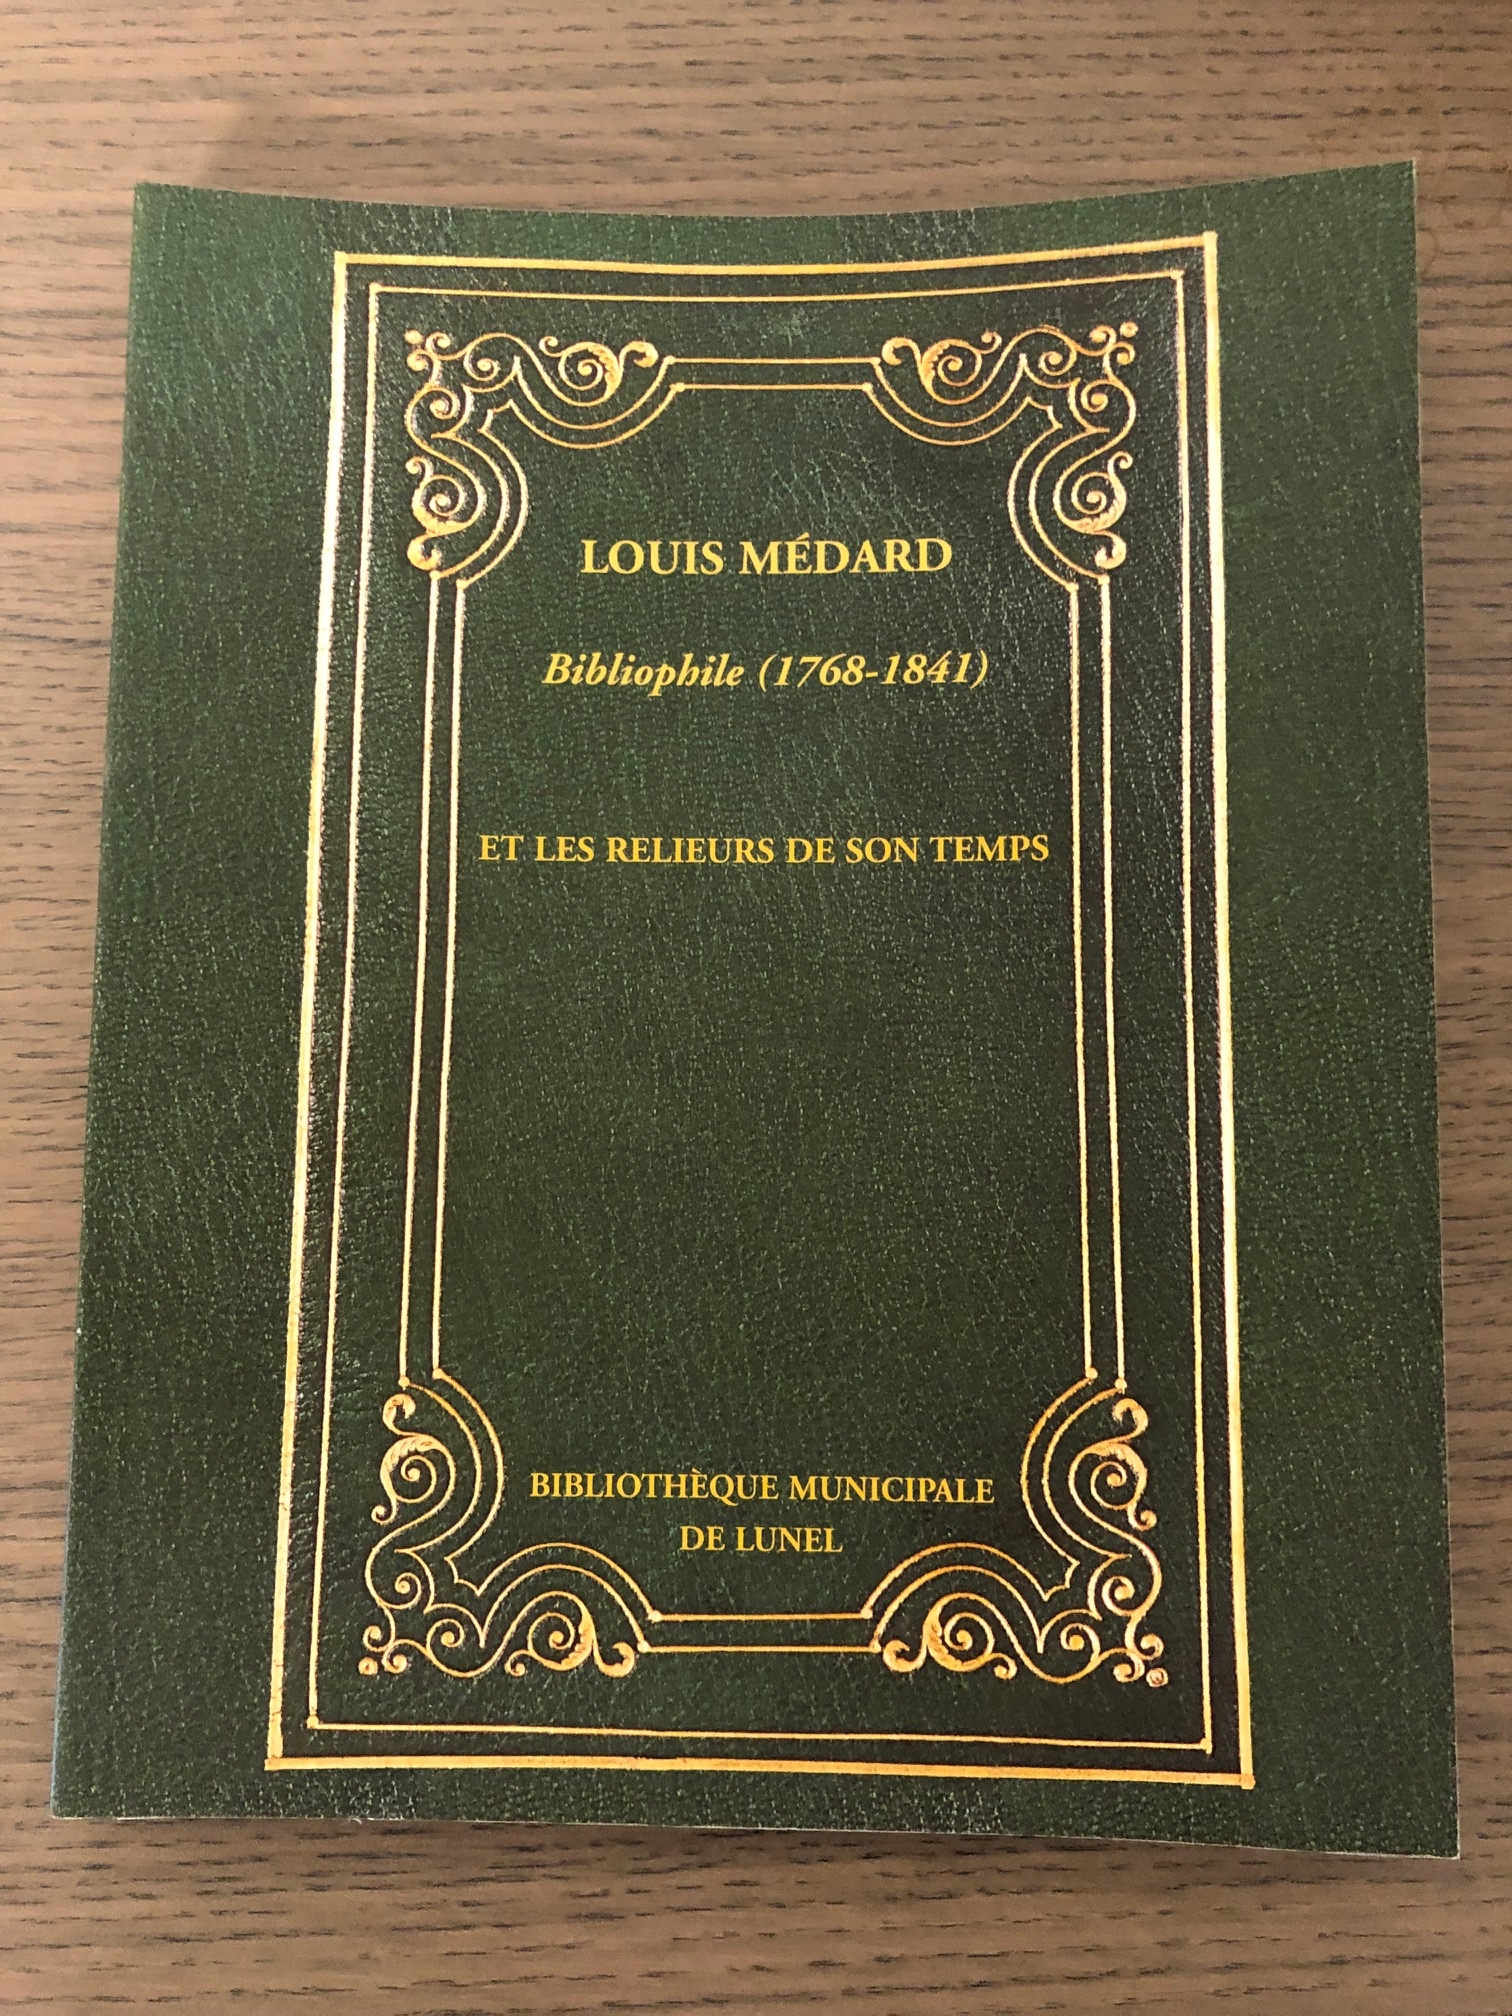 LOUIS MÉDARD
Bibliophile (1768-1841)
ET LES RELIEURS DE SON TEMPS
BIBLIOTHÈQUE MUNICIPALE
DE LUNEL